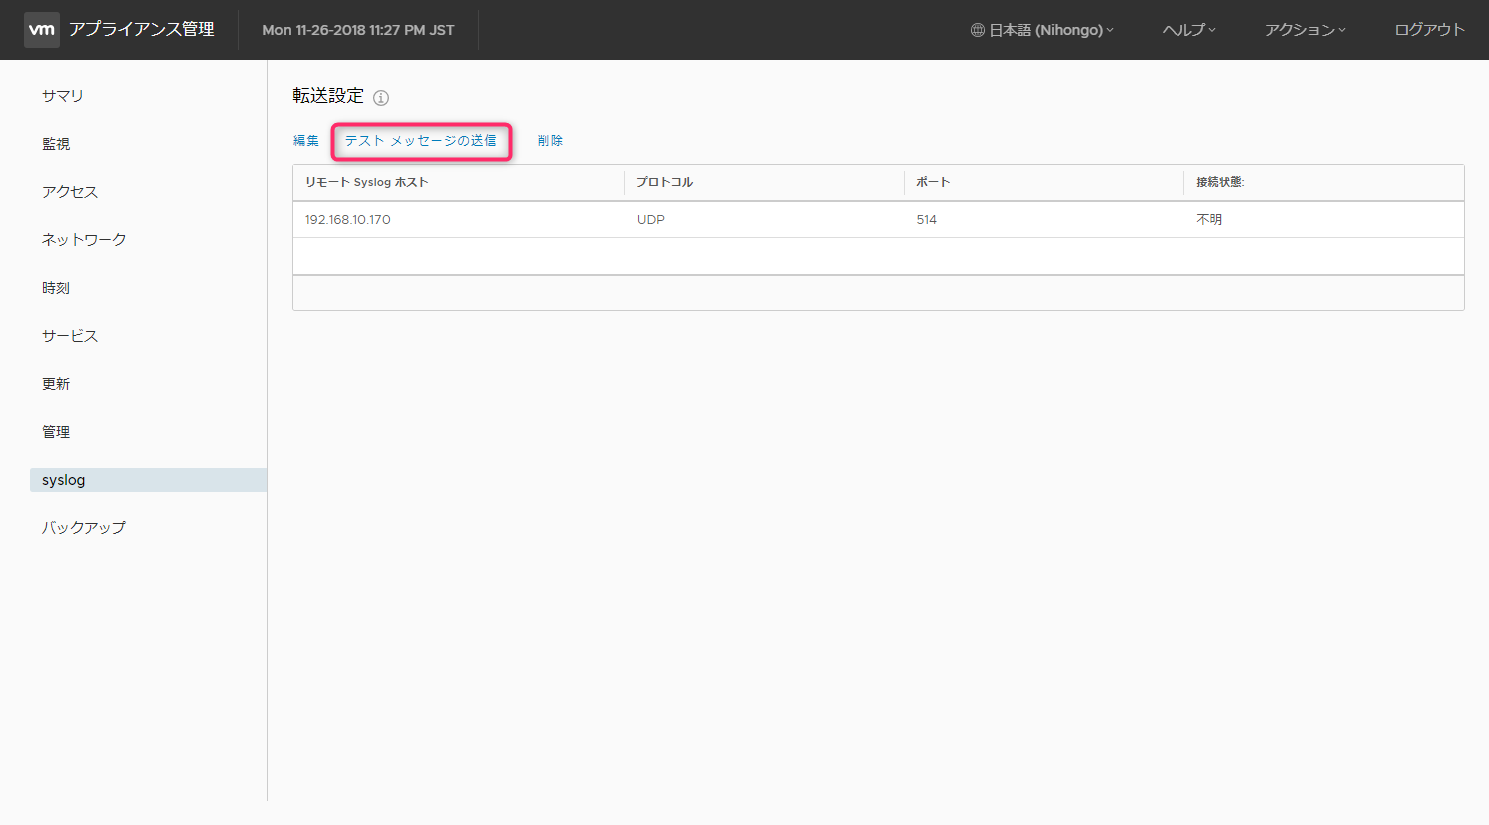 vm アプライアンス管理 Mon 11-26-2018 11:27 PM JST 日本語 (Nihongo) ヘルプ アクション ログアウト
サマリ
監視
アクセス
ネットワーク
時刻
サービス
更新
管理
syslog
バックアップ
転送設定
編集 テスト メッセージの送信 削除
リモート Syslog ホスト プロトコル ポート 接続状態:
192.168.10.170 UDP 514 不明